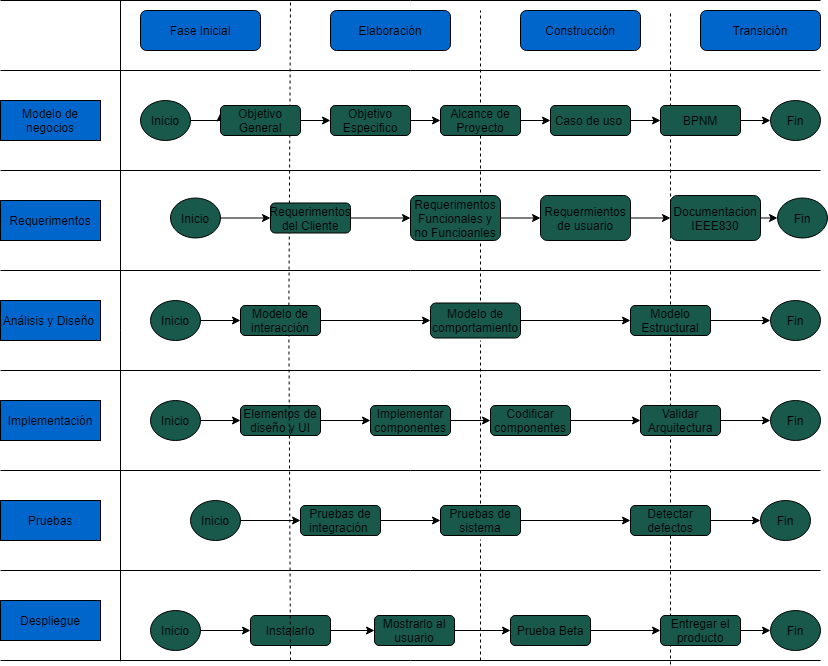 Fase Inicial
Elaboración
Construcción
Transición
Modelo de
negocios
Inicio
Objetivo
General
Objetivo
Especifico
Alcance de
Proyecto
Caso de uso
BPNM
Fin
Requerimentos
Inicio
Requerimentos
del Cliente
Requerimentos
Funcionales y
no Funcioanles
Requermientos
de usuario
Documentacion
IEEE830
Fin
Análisis y Diseño
Inicio
Modelo de
interacción
Modelo de
comportamiento
Modelo
Estructural
Fin
Implementación
Inicio
Elementos de
diseño y UI
Implementar
componentes
Codificar
componentes
Validar
Arquitectura
Fin
Pruebas
Inicio
Pruebas de
integración
Pruebas de
sistema
Detectar
defectos
Fin
Despliegue
Inicio
Instalarlo
Mostrarlo al
usuario
Prueba Beta
Entregar el
producto
Fin